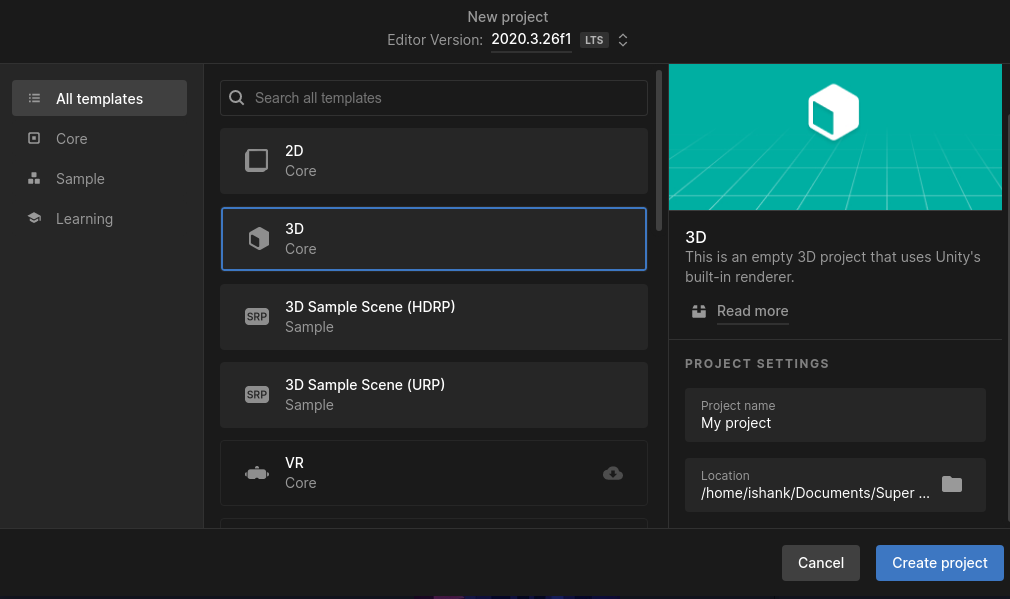 New project
Editor Version: 2020.3.26f1 LTS
All templates
Core
Sample
Learning
Search all templates
2D
Core
3D
Core
SRP
3D Sample Scene (HDRP)
Sample
SRP
3D Sample Scene (URP)
Sample
VR
Core
3D
This is an empty 3D project that uses Unity's
built-in renderer.
Read more
PROJECT SETTINGS
Project name
My project
Location
/home/ishank/Documents/Super ...
Cancel
Create project